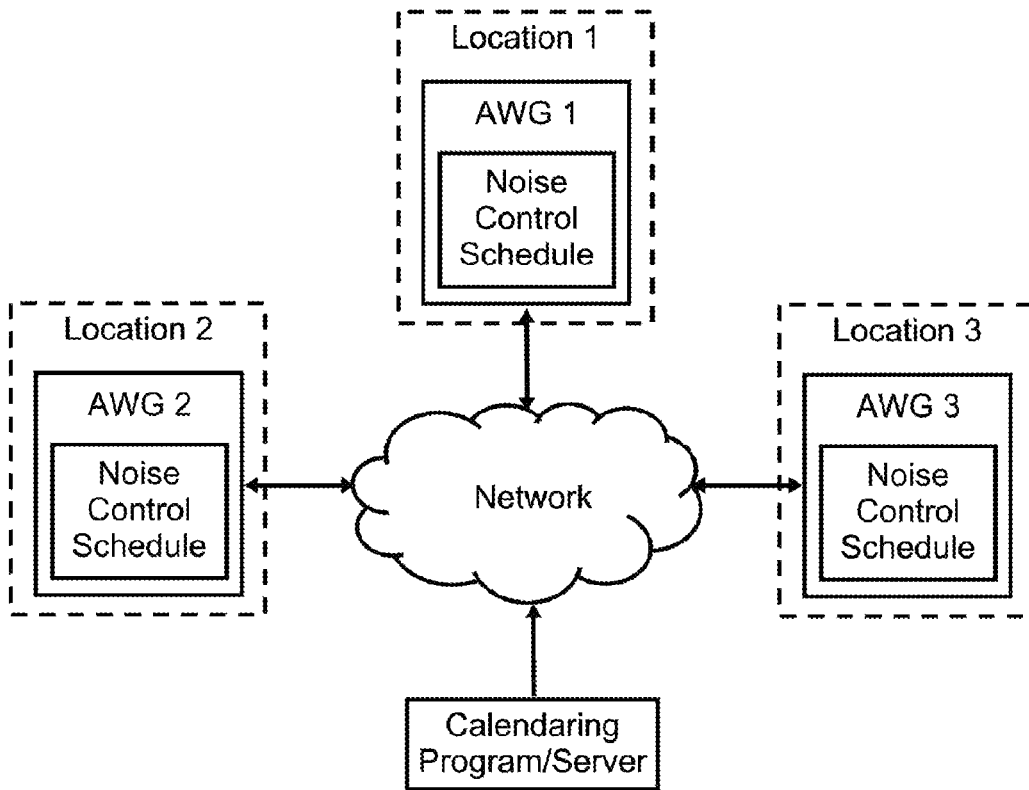 Location 1
AWG 1
Noise
Control
Schedule
Location 2
AWG 2
Noise
Control
Schedule
Location 3
AWG 3
Noise
Control
Schedule
Network
Calendaring
Program/Server